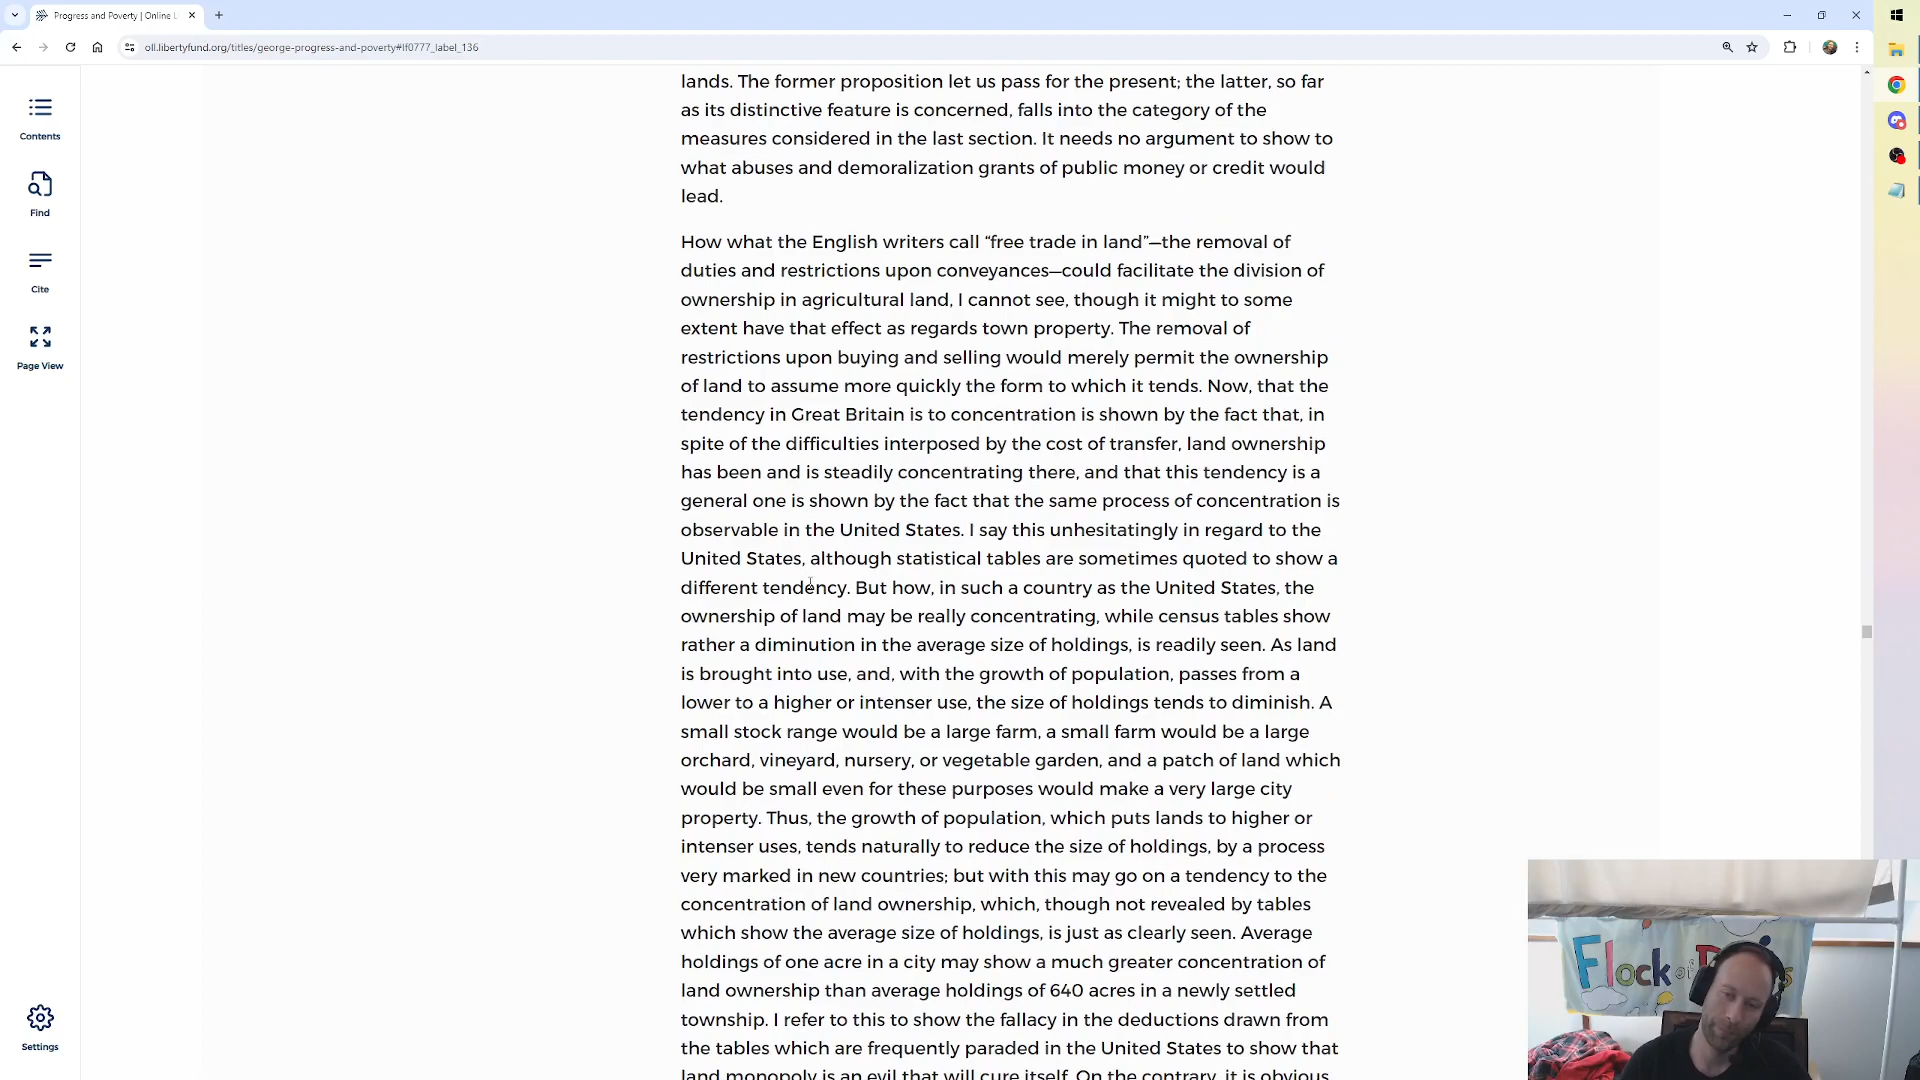 Progress and Poverty | Online L
oll.libertyfund.org/titles/george-progress-and-poverty#lf0777_label_136
Contents
Find
Cite
Page View
Settings
lands. The former proposition let us pass for the present; the latter, so far
as its distinctive feature is concerned, falls into the category of the
measures considered in the last section. It needs no argument to show to
what abuses and demoralization grants of public money or credit would
lead.
How what the English writers call “free trade in land”—the removal of
duties and restrictions upon conveyances—could facilitate the division of
ownership in agricultural land, I cannot see, though it might to some
extent have that effect as regards town property. The removal of
restrictions upon buying and selling would merely permit the ownership
of land to assume more quickly the form to which it tends. Now, that the
tendency in Great Britain is to concentration is shown by the fact that, in
spite of the difficulties interposed by the cost of transfer, land ownership
has been and is steadily concentrating there, and that this tendency is a
general one is shown by the fact that the same process of concentration is
observable in the United States. I say this unhesitatingly in regard to the
United States, although statistical tables are sometimes quoted to show a
different tendency. But how, in such a country as the United States, the
ownership of land may be really concentrating, while census tables show
rather a diminution in the average size of holdings, is readily seen. As land
is brought into use, and, with the growth of population, passes from a
lower to a higher or intenser use, the size of holdings tends to diminish. A
small stock range would be a large farm, a small farm would be a large
orchard, vineyard, nursery, or vegetable garden, and a patch of land which
would be small even for these purposes would make a very large city
property. Thus, the growth of population, which puts lands to higher or
intenser uses, tends naturally to reduce the size of holdings, by a process
very marked in new countries; but with this may go on a tendency to the
concentration of land ownership, which, though not revealed by tables
which show the average size of holdings, is just as clearly seen. Average
holdings of one acre in a city may show a much greater concentration of
land ownership than average holdings of 640 acres in a newly settled
township. I refer to this to show the fallacy in the deductions drawn from
the tables which are frequently paraded in the United States to show that
land monopoly is an evil that will cure itself. On the contrary, it is obvious
Flock of